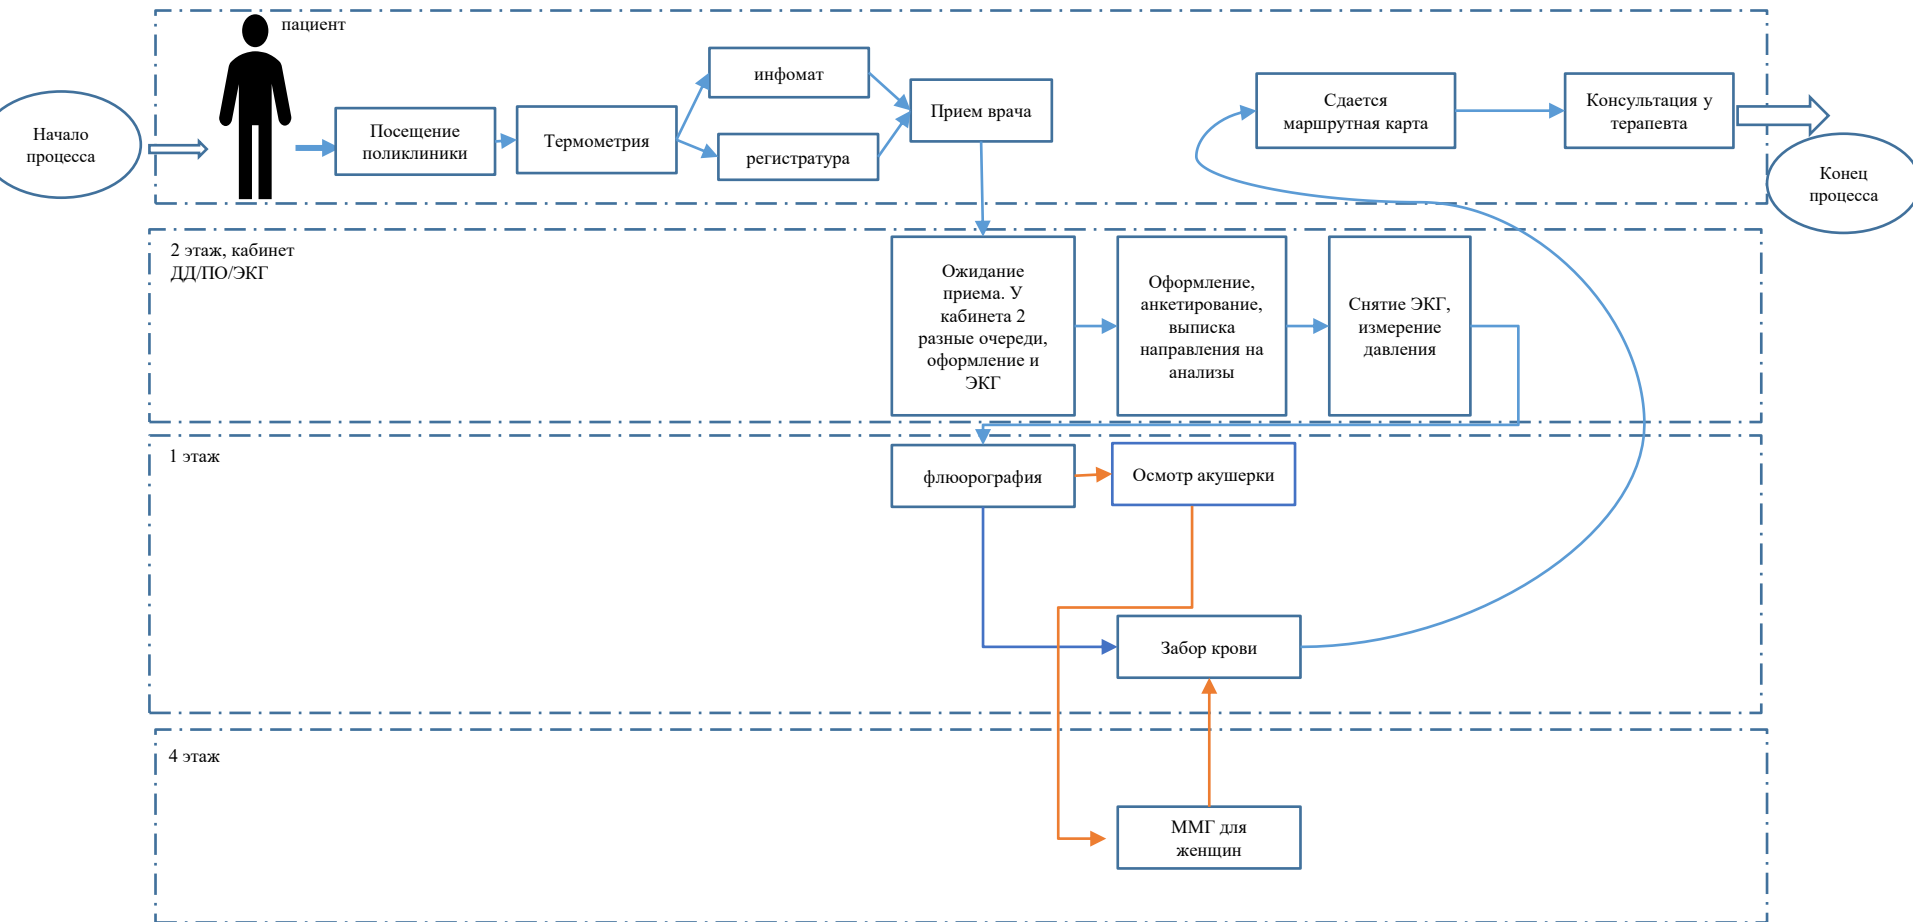 пациент
Начало
процесса
Посещение
поликлиники
Термометрия
инфомат
регистратура
Прием врача
Сдается
маршрутная карта
Консультация у
терапевта
Конец
процесса
2 этаж, кабинет
ДД/ПО/ЭКГ
Ожидание
приема. У
кабинета 2
разные очереди,
оформление и
ЭКГ
Оформление,
анкетирование,
выписка
направления на
анализы
Снятие ЭКГ,
измерение
давления
1 этаж
флюорография
Осмотр акушерки
Забор крови
4 этаж
ММГ для
женщин